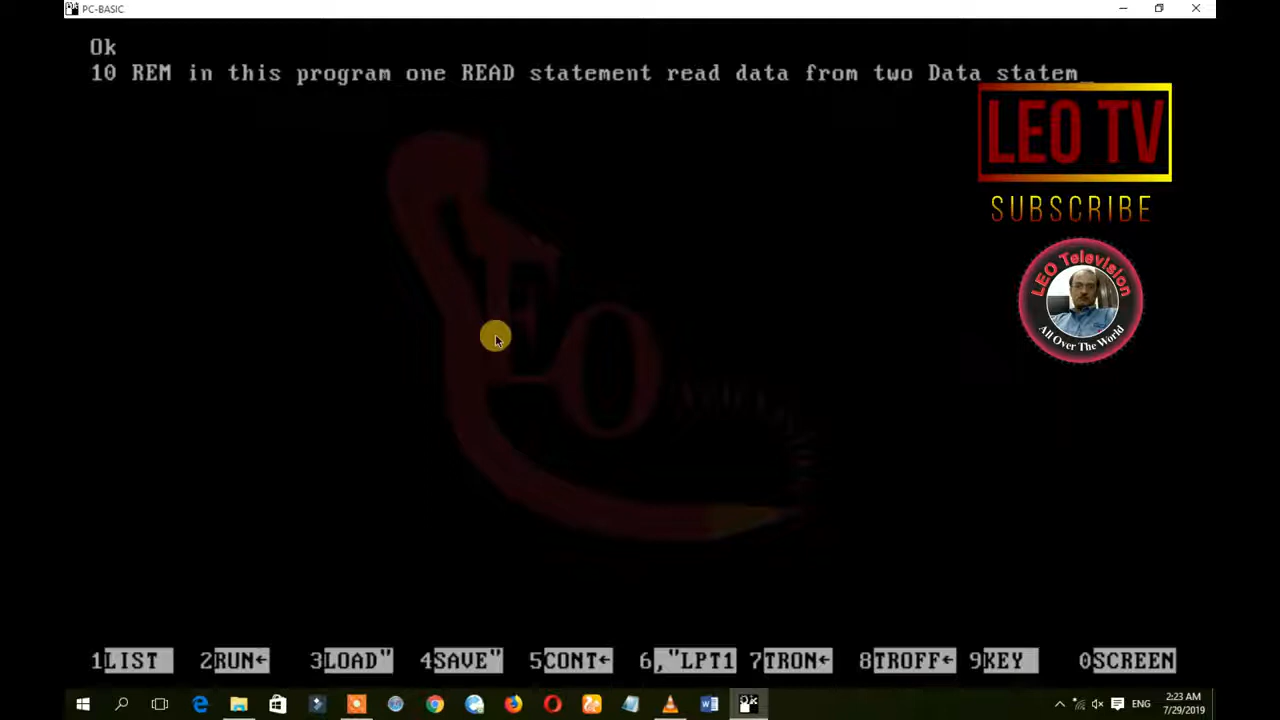 PC-BASIC
Ok
10 REM in this program one READ statement read data from two Data statem_
LEO TV
SUBSCRIBE
LEO Television
All Over The World
EO
1LIST 2RUN← 3LOAD" 4SAVE" 5CONT← 6,"LPT1 7TRON← 8TROFF← 9KEY 0SCREEN
ENG
2:23 AM
7/29/2019